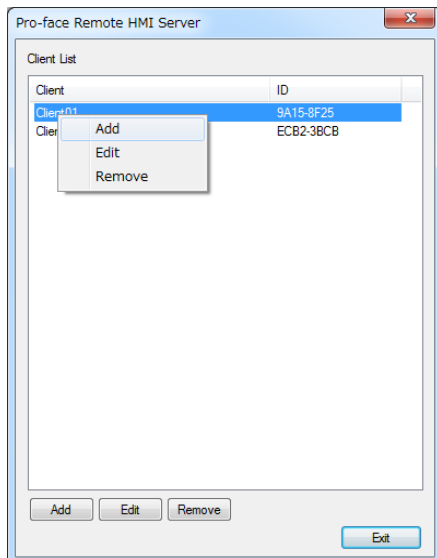 Pro-face Remote HMI Server
Client List
Client ID
Client01 9A15-8F25
ECB2-3BCB
Add
Edit
Remove
Add Edit Remove
Exit